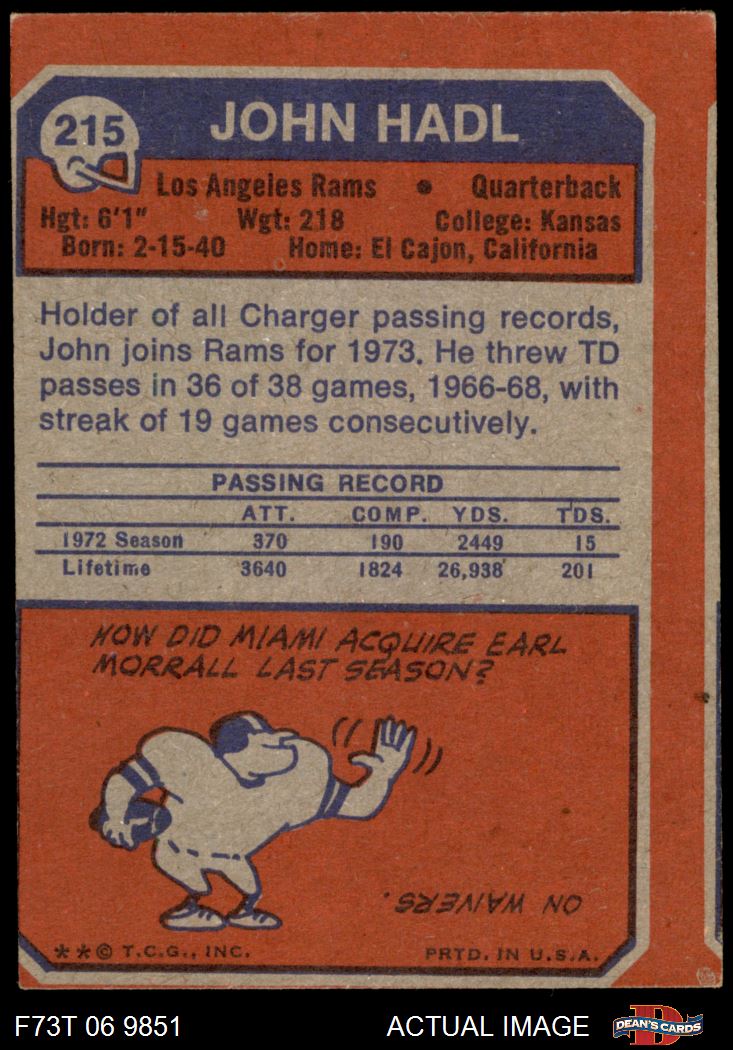 215
JOHN HADL
Los Angeles Rams • Quarterback
Hgt: 6'1" Wgt: 218 College: Kansas
Born: 2-15-40 Home: El Cajon, California
Holder of all Charger passing records,
John joins Rams for 1973. He threw TD
passes in 36 of 38 games, 1966-68, with
streak of 19 games consecutively.
PASSING RECORD
ATT. COMP. YDS. TDS.
1972 Season 370 190 2449 15
Lifetime 3640 1824 26,938 201
HOW DID MIAMI ACQUIRE EARL
MORRALL LAST SEASON?
ON WAIVERS.
**© T.C.G., INC. PRTD. IN U.S.A.
F73T 06 9851 ACTUAL IMAGE
D
DEAN'S CARDS